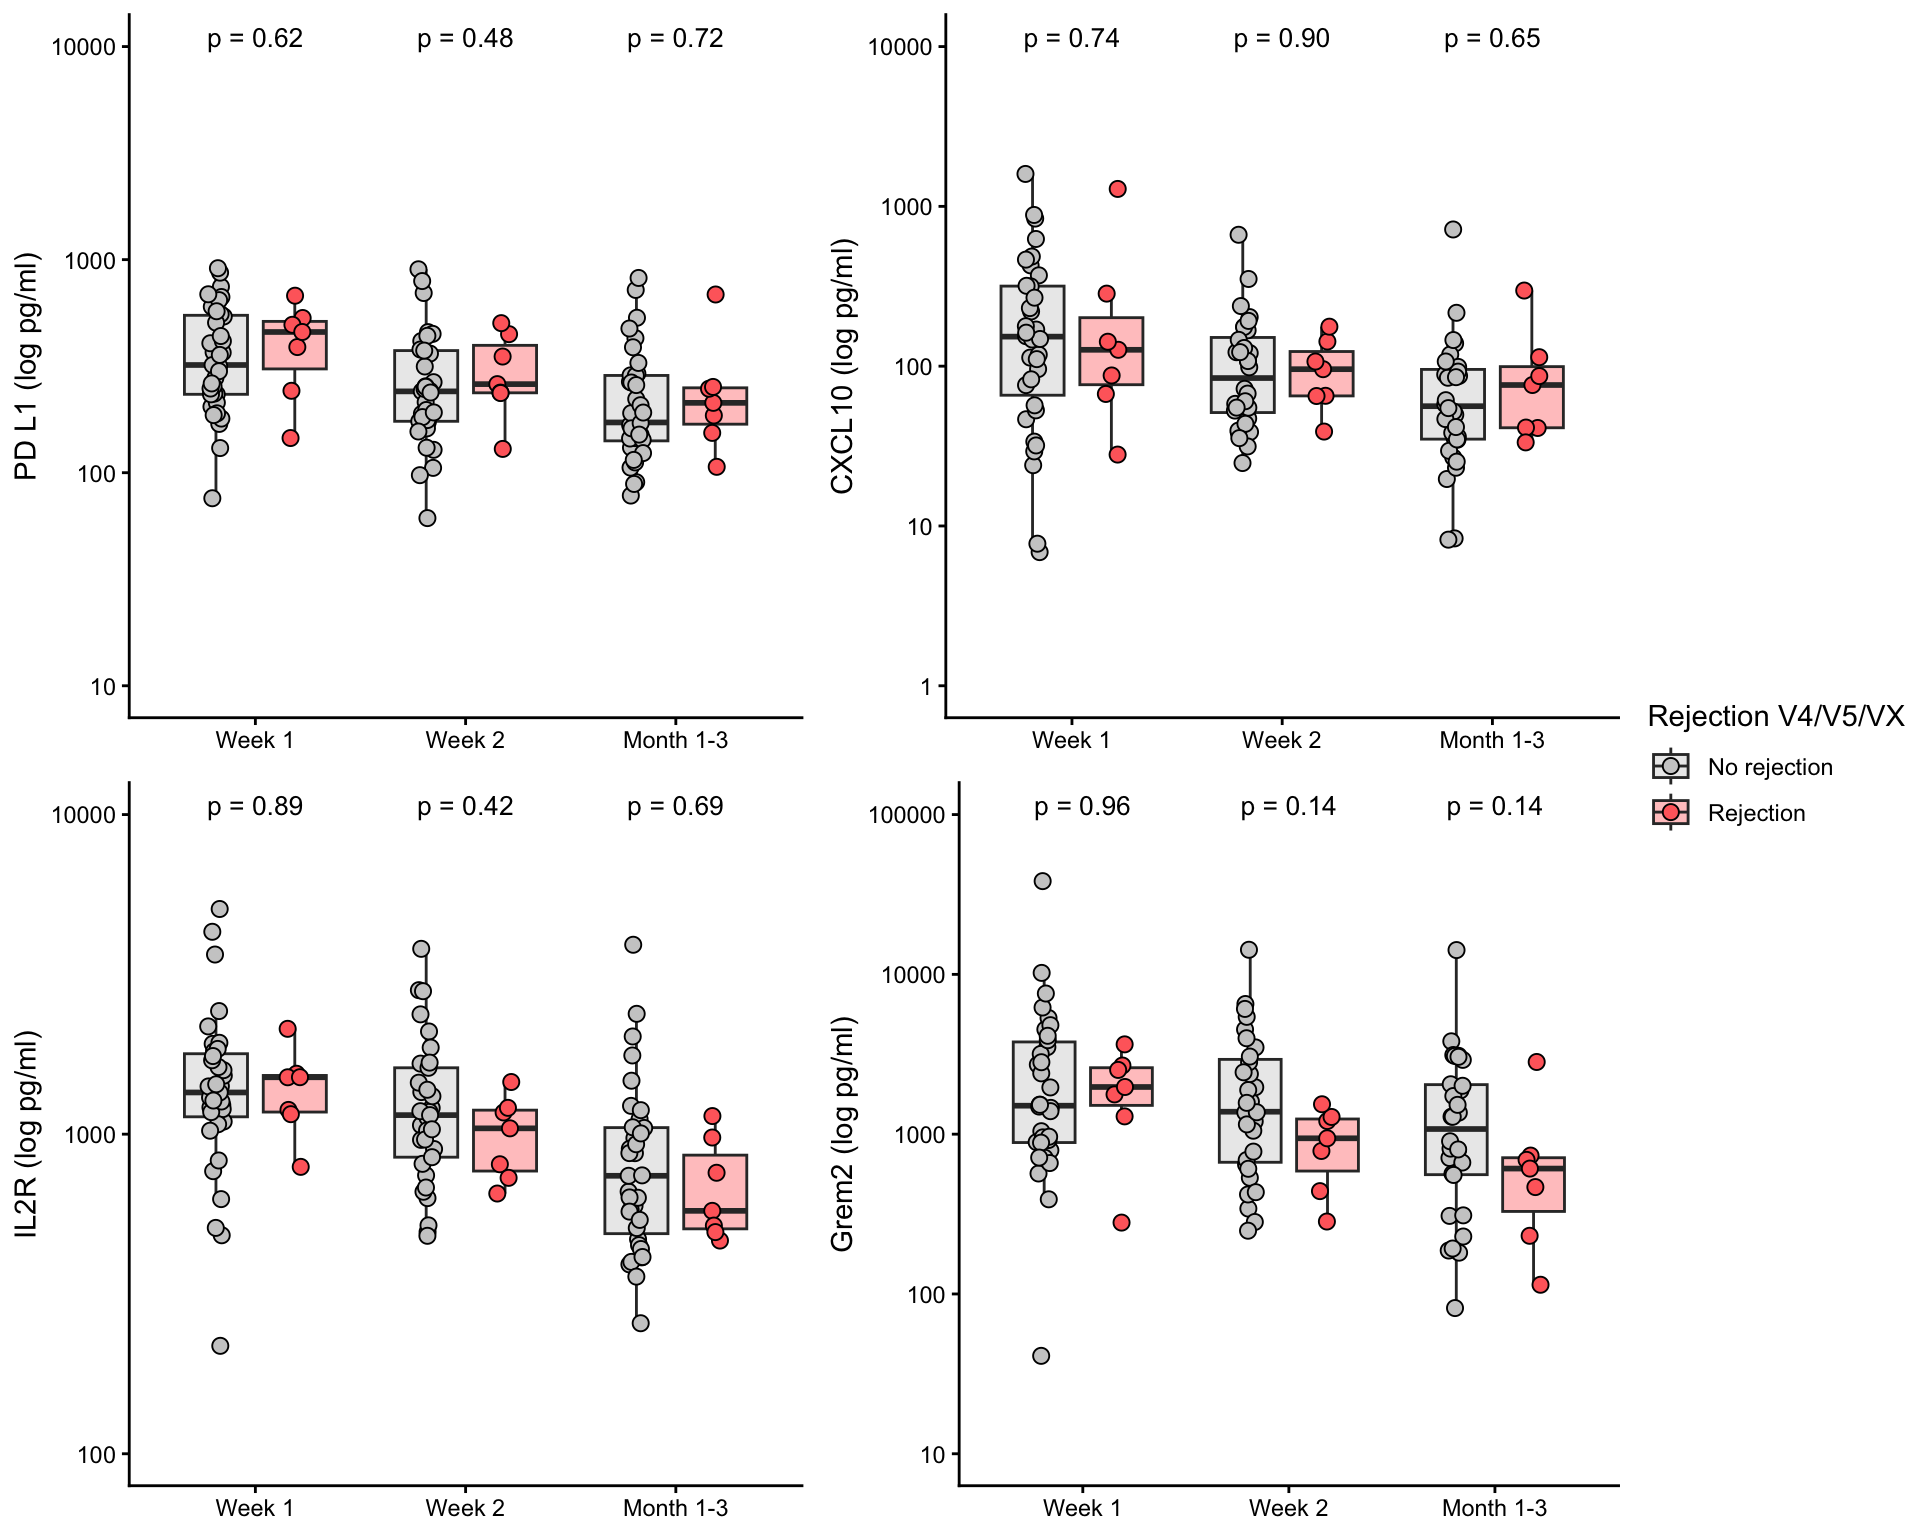 p = 0.62
p = 0.48
p = 0.72
10000
1000
100
10
PD L1 (log pg/ml)
Week 1
Week 2
Month 1-3
p = 0.74
p = 0.90
p = 0.65
10000
1000
100
10
1
CXCL10 (log pg/ml)
Week 1
Week 2
Month 1-3
p = 0.89
p = 0.42
p = 0.69
10000
1000
100
IL2R (log pg/ml)
Week 1
Week 2
Month 1-3
p = 0.96
p = 0.14
p = 0.14
100000
10000
1000
100
10
Grem2 (log pg/ml)
Week 1
Week 2
Month 1-3
Rejection V4/V5/VX
No rejection
Rejection